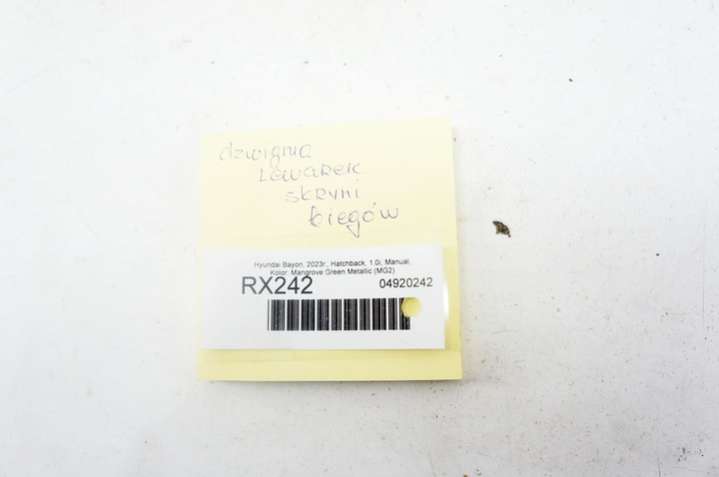 dzwignia
lewarek
skrzyni
biegów
Hyundai Bayon, 2023r., Hatchback, 1.0i, Manual,
Kolor: Mangrove Green Metallic (MG2)
RX242 04920242